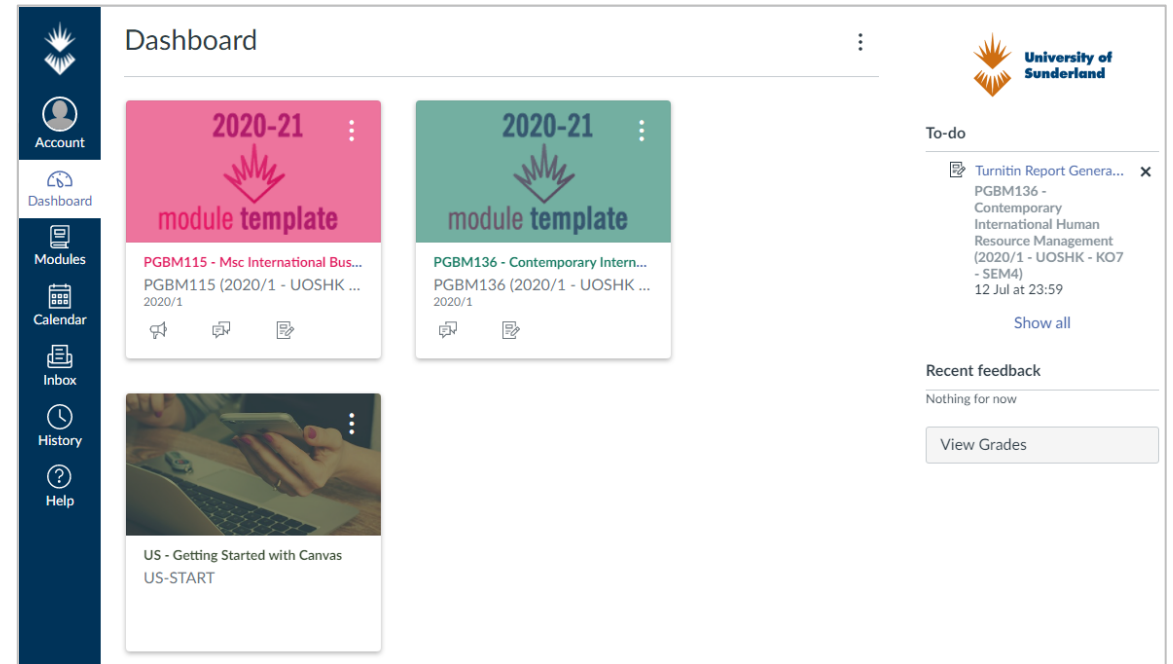 Account
Dashboard
Modules
Calendar
Inbox
History
Help
Dashboard
2020-21
module template
PGBM115 - Msc International Bus...
PGBM115 (2020/1 - UOSHK ...
2020/1
2020-21
module template
PGBM136 - Contemporary Intern...
PGBM136 (2020/1 - UOSHK ...
2020/1
US - Getting Started with Canvas
US-START
University of
Sunderland
To-do
Turnitin Report Genera...
PGBM136 -
Contemporary
International Human
Resource Management
(2020/1 - UOSHK - KO7
- SEM4)
12 Jul at 23:59
Show all
Recent feedback
Nothing for now
View Grades